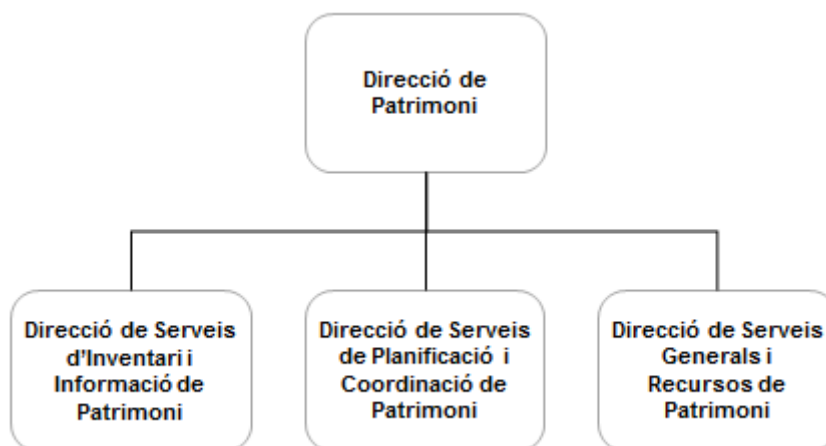 Direcció de
Patrimoni
Direcció de Serveis
d'Inventari i
Informació de
Patrimoni
Direcció de Serveis
de Planificació i
Coordinació de
Patrimoni
Direcció de Serveis
Generals i
Recursos de
Patrimoni